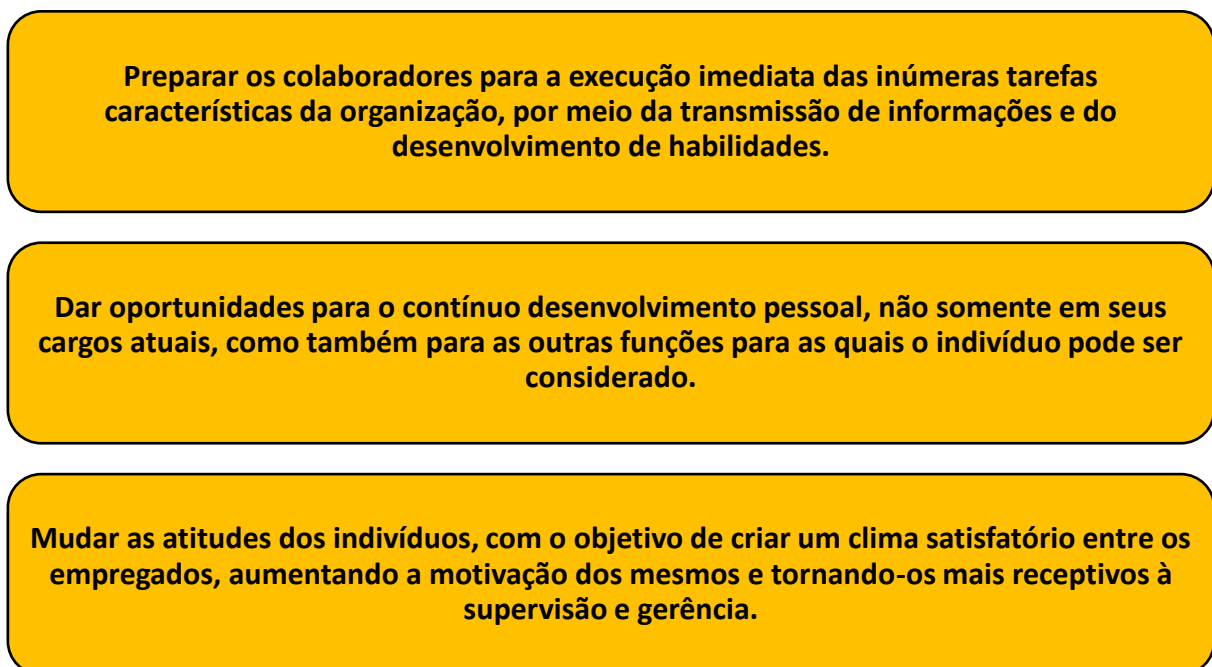 Preparar os colaboradores para a execução imediata das inúmeras tarefas
características da organização, por meio da transmissão de informações e do
desenvolvimento de habilidades.
Dar oportunidades para o contínuo desenvolvimento pessoal, não somente em seus
cargos atuais, como também para as outras funções para as quais o indivíduo pode ser
considerado.
Mudar as atitudes dos indivíduos, com o objetivo de criar um clima satisfatório entre os
empregados, aumentando a motivação dos mesmos e tornando-os mais receptivos à
supervisão e gerência.